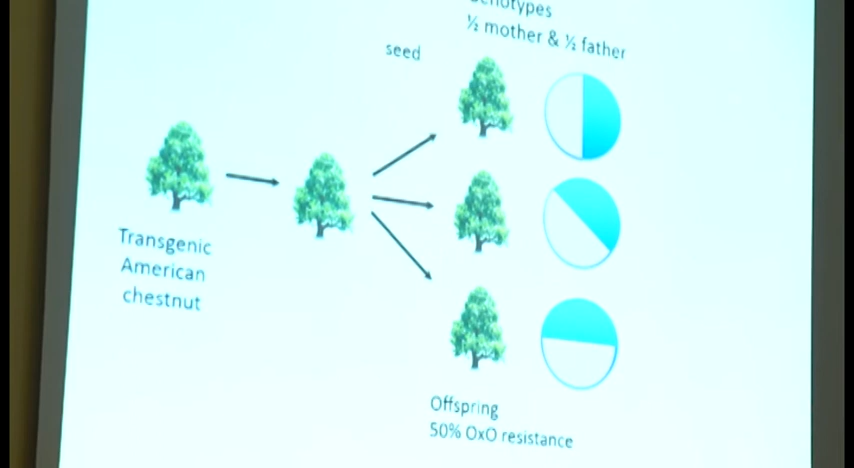 ½ mother & ½ father
seed
Transgenic
American
chestnut
Offspring
50% OxO resistance